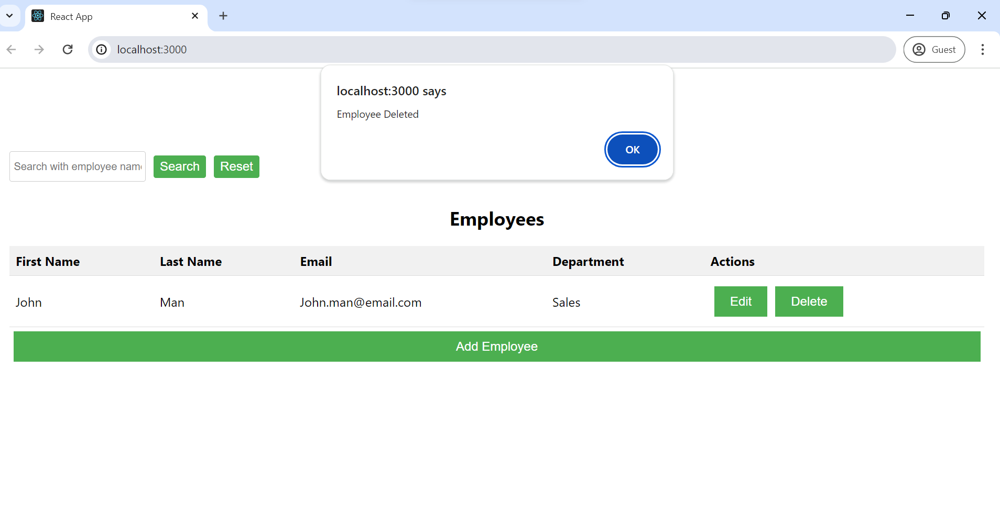 React App
localhost:3000
Guest
localhost:3000 says
Employee Deleted
OK
Search with employee nam
Search
Reset
Employees
First Name Last Name Email Department Actions
John Man John.man@email.com Sales Edit Delete
Add Employee